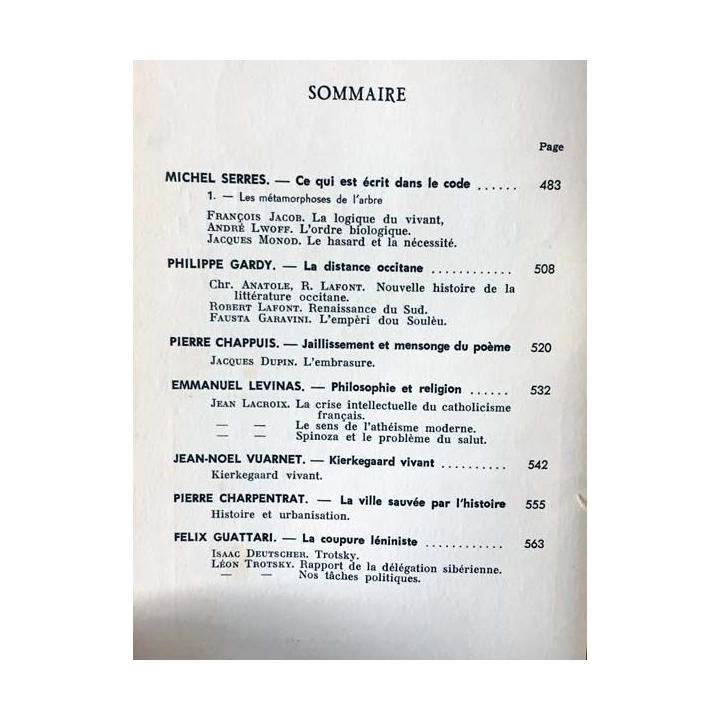 SOMMAIRE
Page
MICHEL SERRES. — Ce qui est écrit dans le code ...... 483
1. — Les métamorphoses de l'arbre
François Jacob. La logique du vivant,
André Lwoff. L'ordre biologique.
Jacques Monod. Le hasard et la nécessité.
PHILIPPE GARDY. — La distance occitane ............ 508
Chr. Anatole, R. Lafont. Nouvelle histoire de la
littérature occitane.
Robert Lafont. Renaissance du Sud.
Fausta Garavini. L'empèri dou Soulèu.
PIERRE CHAPPUIS. — Jaillissement et mensonge du poème 520
Jacques Dupin. L'embrasure.
EMMANUEL LEVINAS. — Philosophie et religion ...... 532
Jean Lacroix. La crise intellectuelle du catholicisme
français.
— — Le sens de l'athéisme moderne.
— — Spinoza et le problème du salut.
JEAN-NOEL VUARNET. — Kierkegaard vivant .......... 542
Kierkegaard vivant.
PIERRE CHARPENTRAT. — La ville sauvée par l'histoire 555
Histoire et urbanisation.
FELIX GUATTARI. — La coupure léniniste ............ 563
Isaac Deutscher. Trotsky.
Léon Trotsky. Rapport de la délégation sibérienne.
— — Nos tâches politiques.